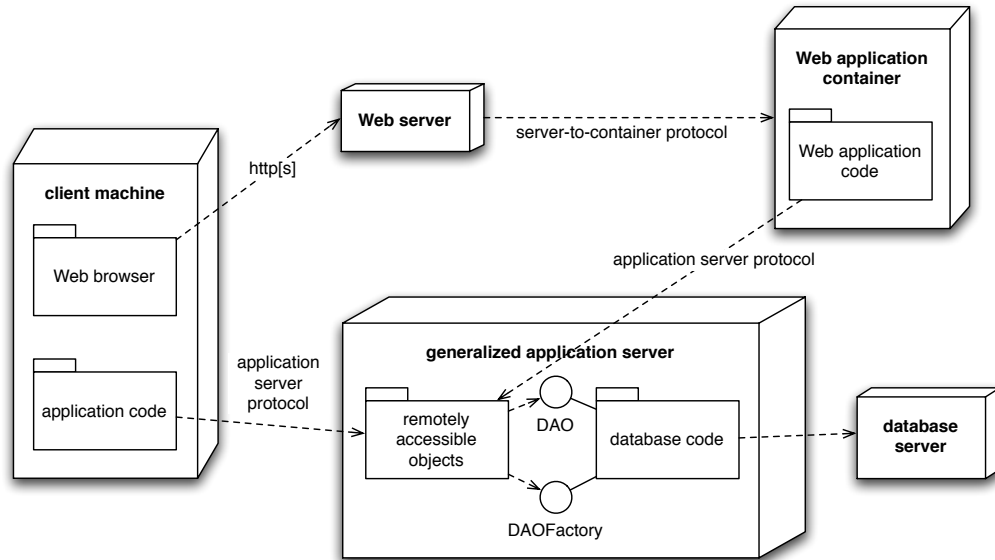 Web application
container
Web server
server-to-container protocol
Web application
code
http[s]
client machine
Web browser
application server protocol
generalized application server
application
server
protocol
application code
remotely
accessible
objects
DAO
database code
database
server
DAOFactory